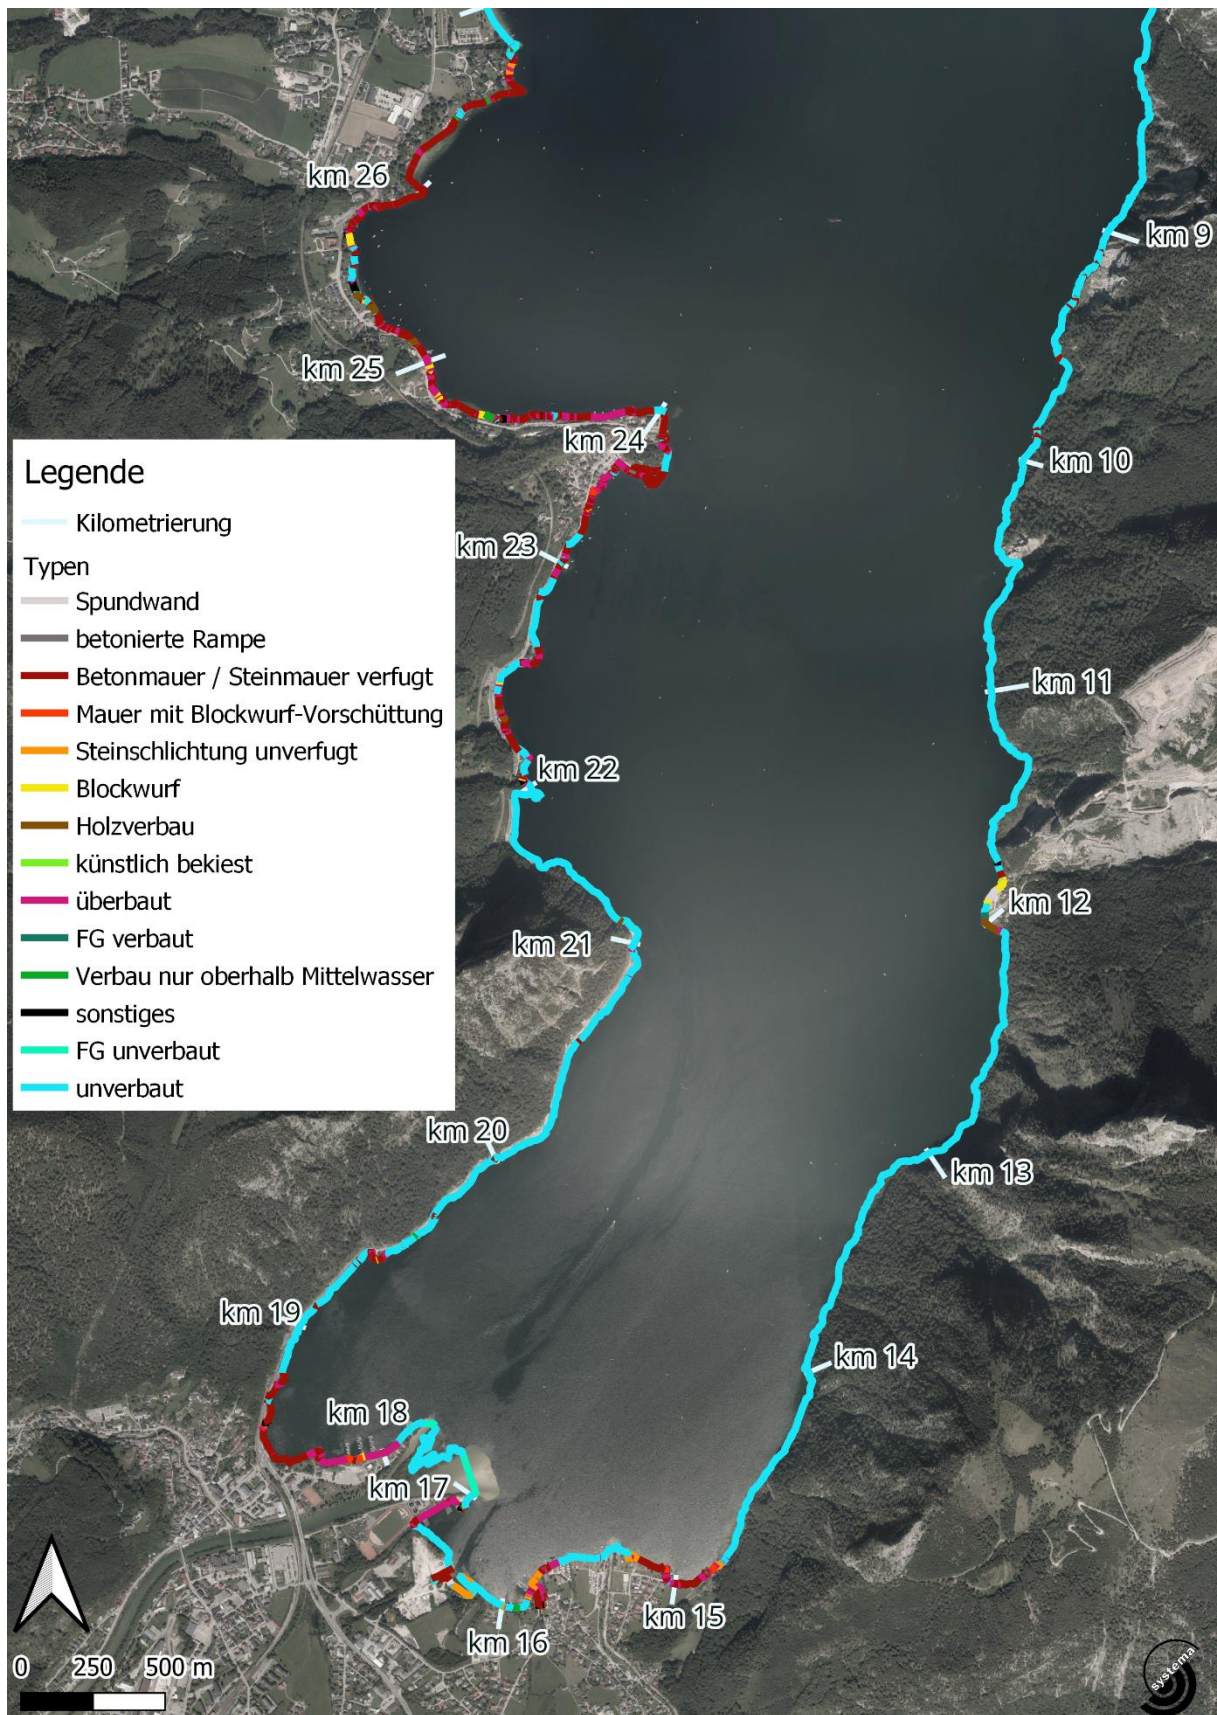 km 26
km 9
km 25
km 24
km 10
Legende
Kilometrierung
Typen
Spundwand
betonierte Rampe
Betonmauer / Steinmauer verfugt
Mauer mit Blockwurf-Vorschüttung
Steinschlichtung unverfugt
Blockwurf
Holzverbau
künstlich bekiest
überbaut
FG verbaut
Verbau nur oberhalb Mittelwasser
sonstiges
FG unverbaut
unverbaut
km 23
km 11
km 22
km 12
km 21
km 20
km 13
km 19
km 14
km 18
km 17
km 15
km 16
0 250 500 m
systema